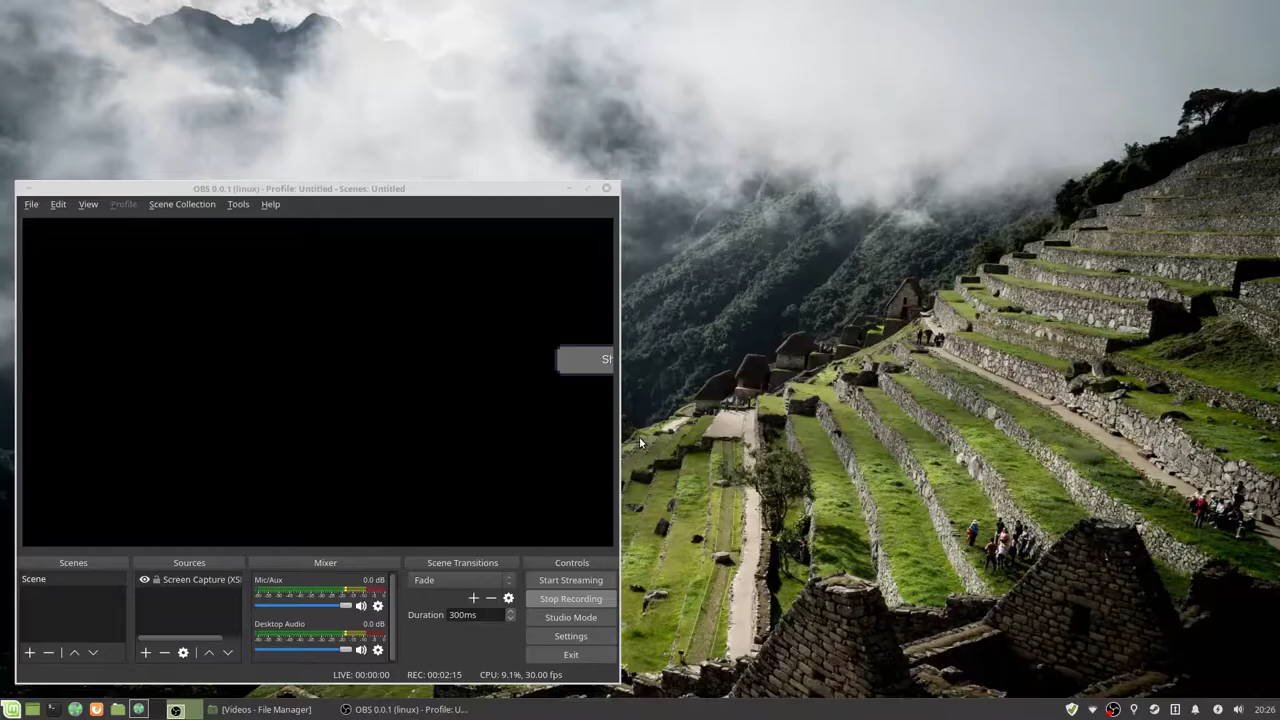 OBS 0.0.1 (linux) - Profile: Untitled - Scenes: Untitled
File Edit View Profile Scene Collection Tools Help
Sh
Scenes Sources Mixer Scene Transitions Controls
Scene
Screen Capture (XS
Mic/Aux 0.0 dB
Desktop Audio 0.0 dB
Fade
Duration 300ms
Start Streaming
Stop Recording
Studio Mode
Settings
Exit
LIVE: 00:00:00 REC: 00:02:15 CPU: 9.1%, 30.00 fps
[Videos - File Manager] OBS 0.0.1 (linux) - Profile: U... 20:26